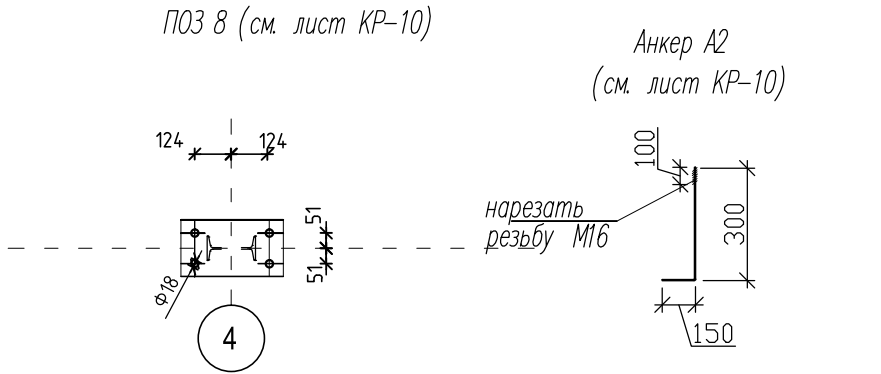 ПОЗ 8 (см. лист КР-10)
Анкер А2
(см. лист КР-10)
124
124
100
51
нарезать
резьбу М16
300
51
Ф18
150
4